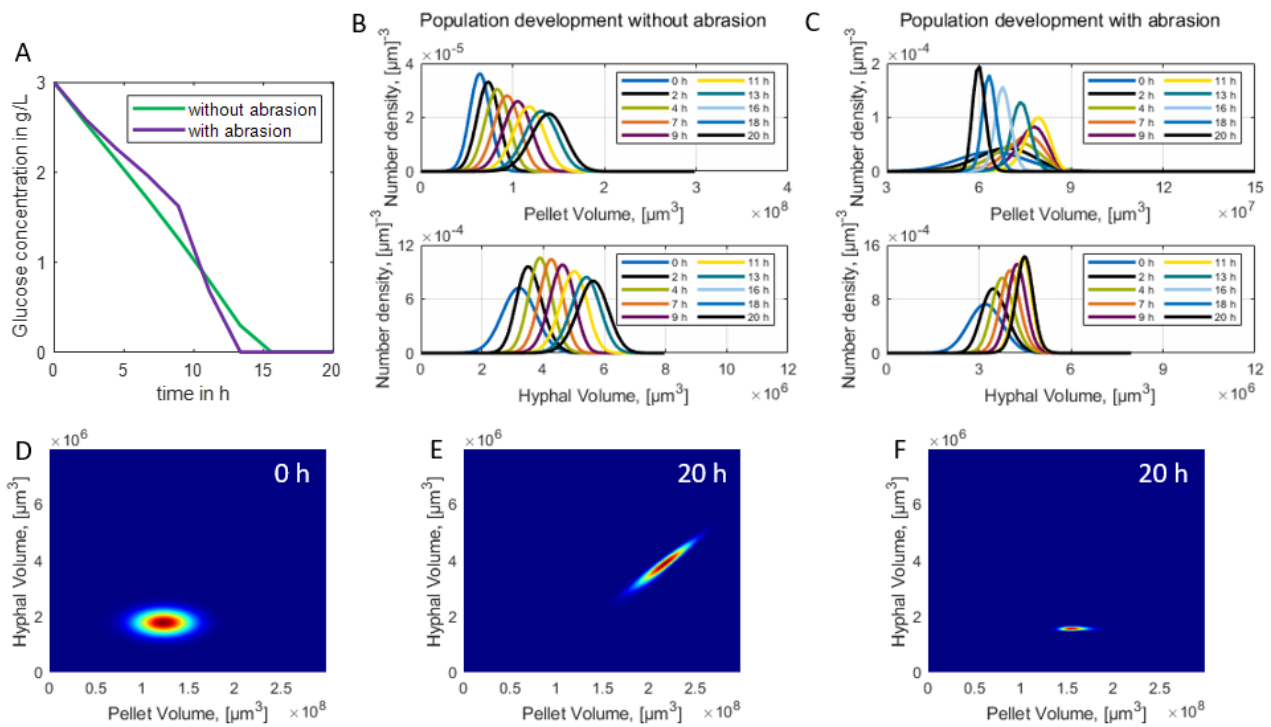 A
Glucose concentration in g/L
3
2
1
0
without abrasion
with abrasion
0 5 10 15 20
time in h
B
Population development without abrasion
Number density, [µm]⁻³
×10⁻⁵
4
2
0
0 h 11 h
2 h 13 h
4 h 16 h
7 h 18 h
9 h 20 h
0 1 2 3 4
Pellet Volume, [µm³] ×10⁸
Number density, [µm]⁻³
×10⁻⁴
12
6
0
0 h 11 h
2 h 13 h
4 h 16 h
7 h 18 h
9 h 20 h
0 2 4 6 8 10 12
Hyphal Volume, [µm³] ×10⁶
C
Population development with abrasion
Number density, [µm]⁻³
×10⁻⁴
2
1
0
0 h 11 h
2 h 13 h
4 h 16 h
7 h 18 h
9 h 20 h
3 6 9 12 15
Pellet Volume, [µm³] ×10⁷
Number density, [µm]⁻³
×10⁻⁴
16
8
0
0 h 11 h
2 h 13 h
4 h 16 h
7 h 18 h
9 h 20 h
0 3 6 9 12
Hyphal Volume, [µm³] ×10⁶
D
×10⁶
0 h
Hyphal Volume, [µm³]
6
4
2
0
0 0.5 1 1.5 2 2.5
Pellet Volume, [µm³] ×10⁸
E
×10⁶
20 h
Hyphal Volume, [µm³]
6
4
2
0
0 0.5 1 1.5 2 2.5
Pellet Volume, [µm³] ×10⁸
F
×10⁶
20 h
Hyphal Volume, [µm³]
6
4
2
0
0 0.5 1 1.5 2 2.5
Pellet Volume, [µm³] ×10⁸